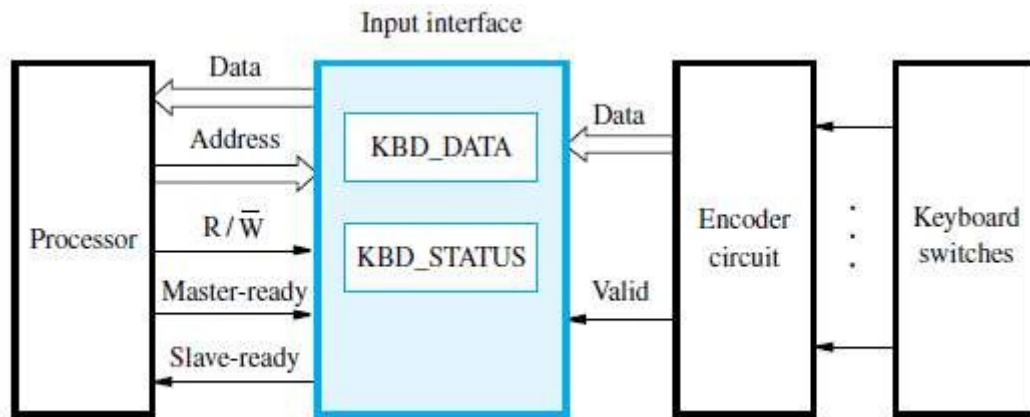 Input interface
Data
Address
R / W̅
Master-ready
Slave-ready
Processor
KBD_DATA
KBD_STATUS
Data
Valid
Encoder
circuit
Keyboard
switches